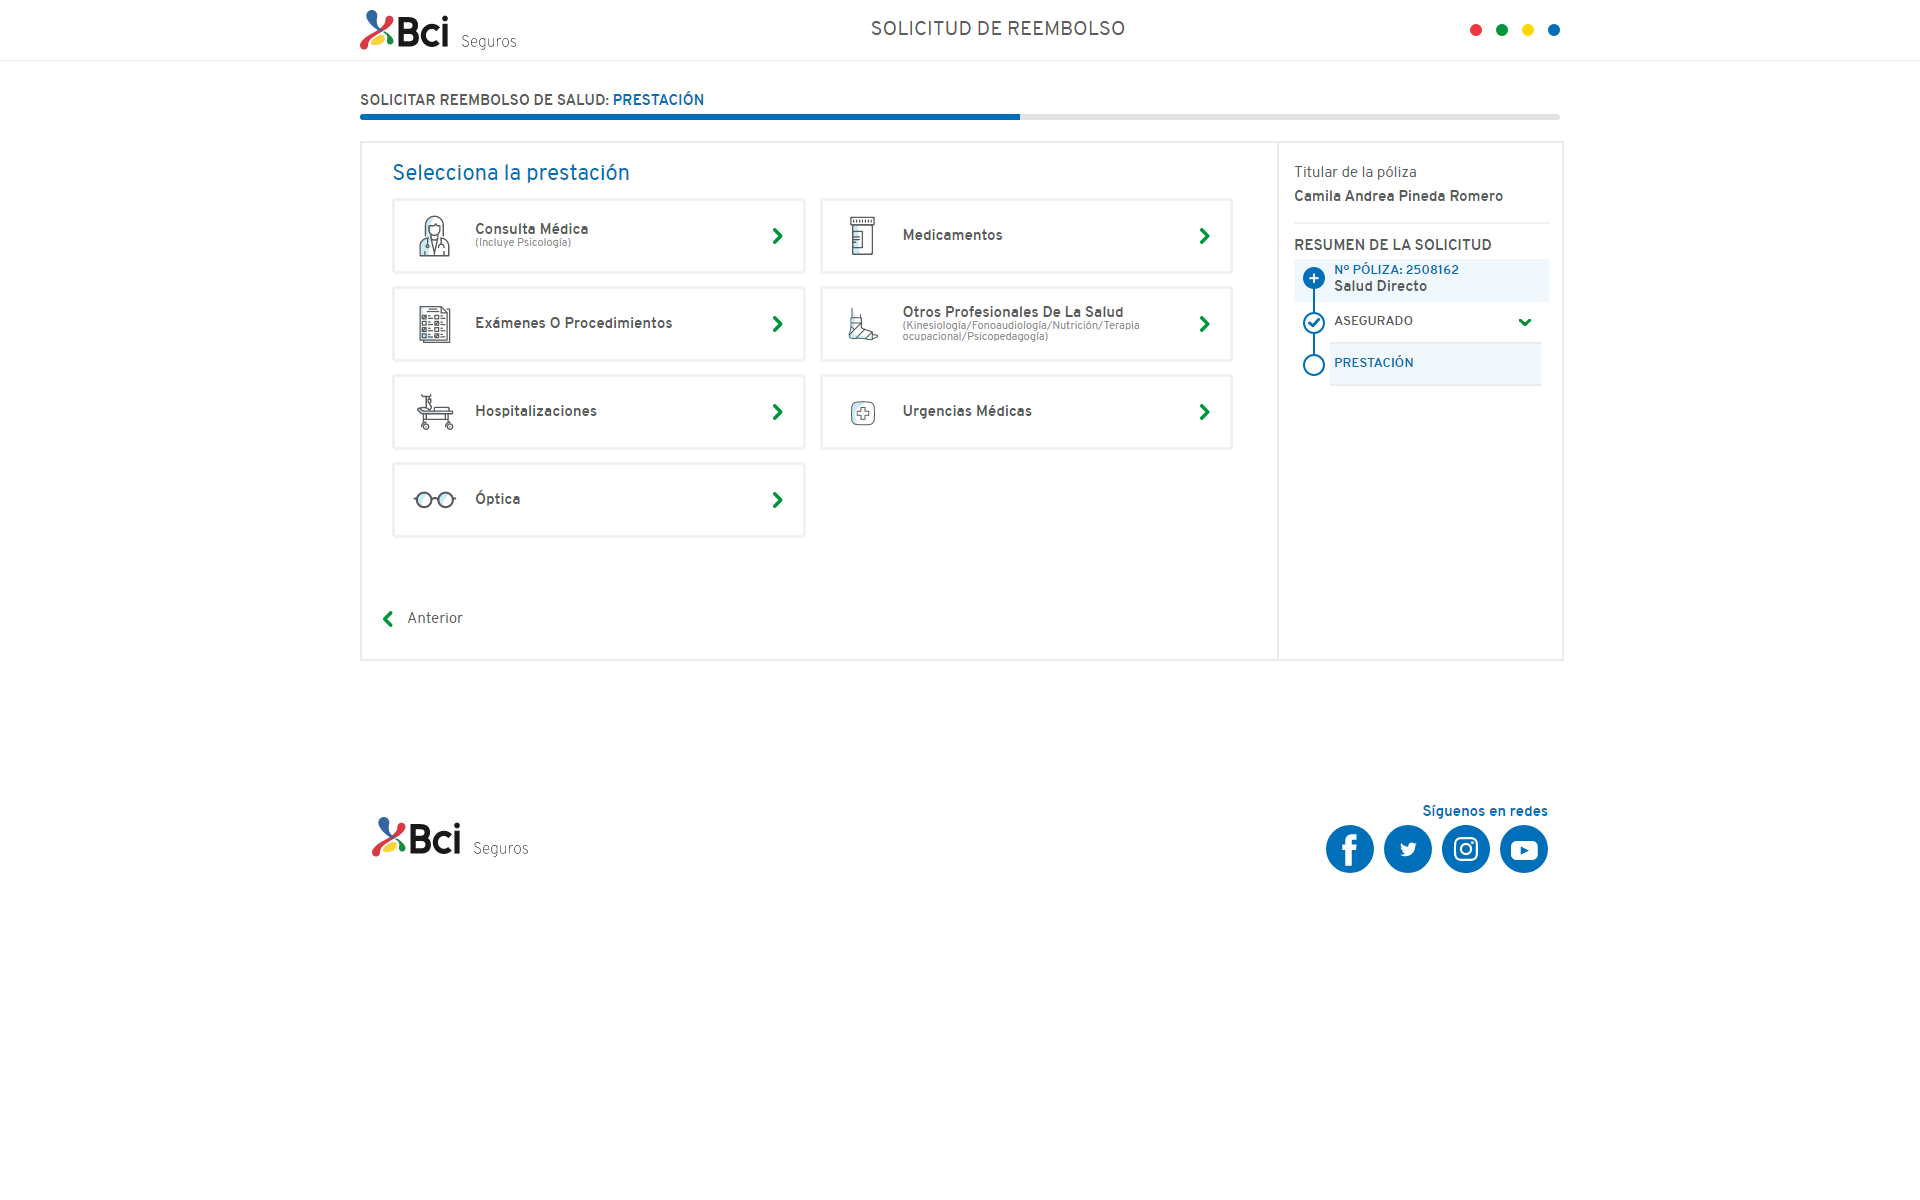 Bci Seguros
SOLICITUD DE REEMBOLSO
SOLICITAR REEMBOLSO DE SALUD: PRESTACIÓN
Selecciona la prestación
Consulta Médica
(Incluye Psicología)
Medicamentos
Exámenes O Procedimientos
Otros Profesionales De La Salud
(Kinesiología/Fonoaudiología/Nutrición/Terapia
ocupacional/Psicopedagogía)
Hospitalizaciones
Urgencias Médicas
Óptica
Anterior
Titular de la póliza
Camila Andrea Pineda Romero
RESUMEN DE LA SOLICITUD
Nº PÓLIZA: 2508162
Salud Directo
ASEGURADO
PRESTACIÓN
Bci Seguros
Síguenos en redes